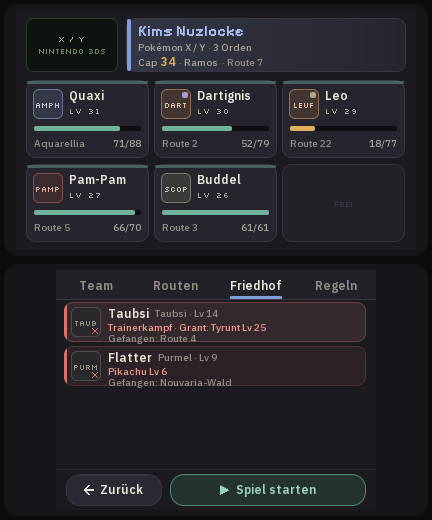 X / Y
NINTENDO 3DS
Kims Nuzlocke
Pokémon X / Y · 3 Orden
Cap 34 · Ramos · Route 7
AMPH
Quaxi
LV 31
Aquarellia
71/88
DART
Dartignis
LV 30
Route 2
52/79
LEUF
Leo
LV 29
Route 22
18/77
PAMP
Pam-Pam
LV 27
Route 5
66/70
SCOP
Buddel
LV 26
Route 3
61/61
FREI
Team
Routen
Friedhof
Regeln
TAUB
Taubsi Taubsi · Lv 14
Trainerkampf · Grant: Tyrunt Lv 25
Gefangen: Route 4
PURM
Flatter Purmel · Lv 9
Pikachu Lv 6
Gefangen: Nouvaria-Wald
← Zurück
▶ Spiel starten